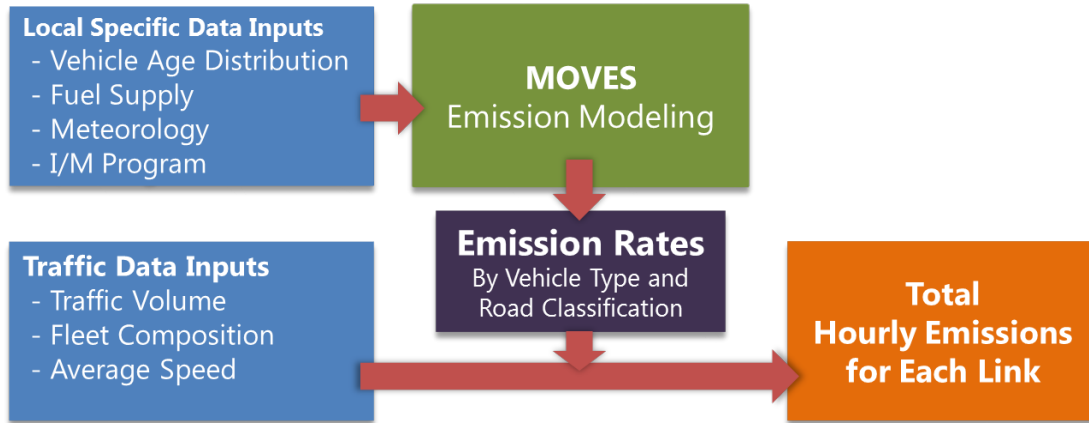 Local Specific Data Inputs
- Vehicle Age Distribution
- Fuel Supply
- Meteorology
- I/M Program
MOVES
Emission Modeling
Emission Rates
By Vehicle Type and
Road Classification
Traffic Data Inputs
- Traffic Volume
- Fleet Composition
- Average Speed
Total
Hourly Emissions
for Each Link